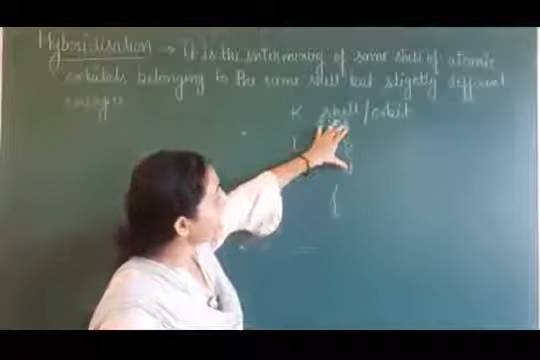 Hybridisation → It is the intermixing of same shell of atomic
orbitals belonging to the same shell but slightly different
energies
K shell/orbit
L
f